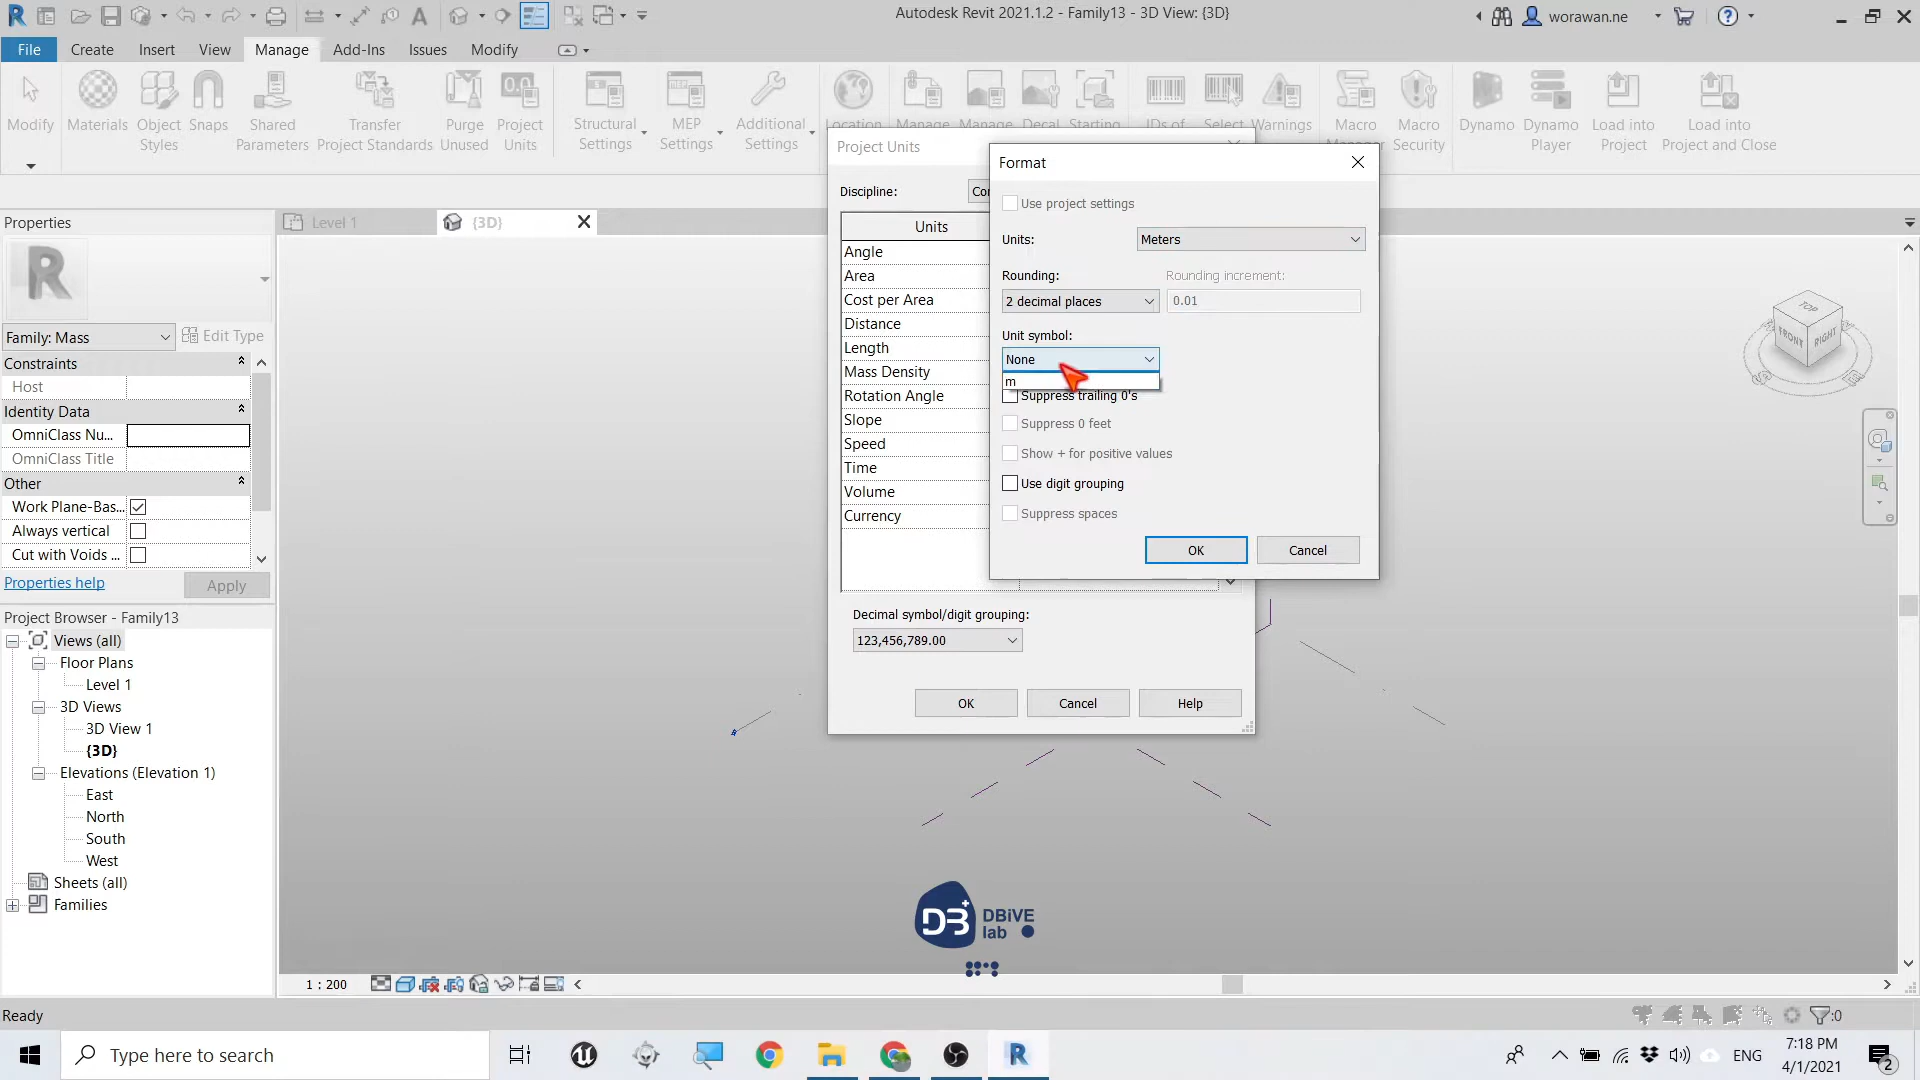 Autodesk Revit 2021.1.2 - Family13 - 3D View: {3D}
worawan.ne
File
Create
Insert
View
Manage
Add-Ins
Issues
Modify
Modify
Materials
Object
Styles
Snaps
Shared
Parameters
Transfer
Project Standards
Purge
Unused
Project
Units
Structural
Settings
MEP
Settings
Additional
Settings
Location
Manage
Manage
Decal
Starting
IDs of
Select
Warnings
Macro
Manager
Macro
Security
Dynamo
Dynamo
Player
Load into
Project
Load into
Project and Close
Properties
Family: Mass
Edit Type
Constraints
Host
Identity Data
OmniClass Nu...
OmniClass Title
Other
Work Plane-Bas...
Always vertical
Cut with Voids ...
Properties help
Apply
Project Browser - Family13
Views (all)
Floor Plans
Level 1
3D Views
3D View 1
{3D}
Elevations (Elevation 1)
East
North
South
West
Sheets (all)
Families
Level 1
{3D}
Project Units
Discipline:
Units
Angle
Area
Cost per Area
Distance
Length
Mass Density
Rotation Angle
Slope
Speed
Time
Volume
Currency
Decimal symbol/digit grouping:
123,456,789.00
OK
Cancel
Help
Format
Use project settings
Units:
Meters
Rounding:
Rounding increment:
2 decimal places
0.01
Unit symbol:
None
m
Suppress trailing 0's
Suppress 0 feet
Show + for positive values
Use digit grouping
Suppress spaces
OK
Cancel
TOP
FRONT
RIGHT
S
E
D3+
DBiVE
lab
1 : 200
Ready
:0
Type here to search
ENG
7:18 PM
4/1/2021
2